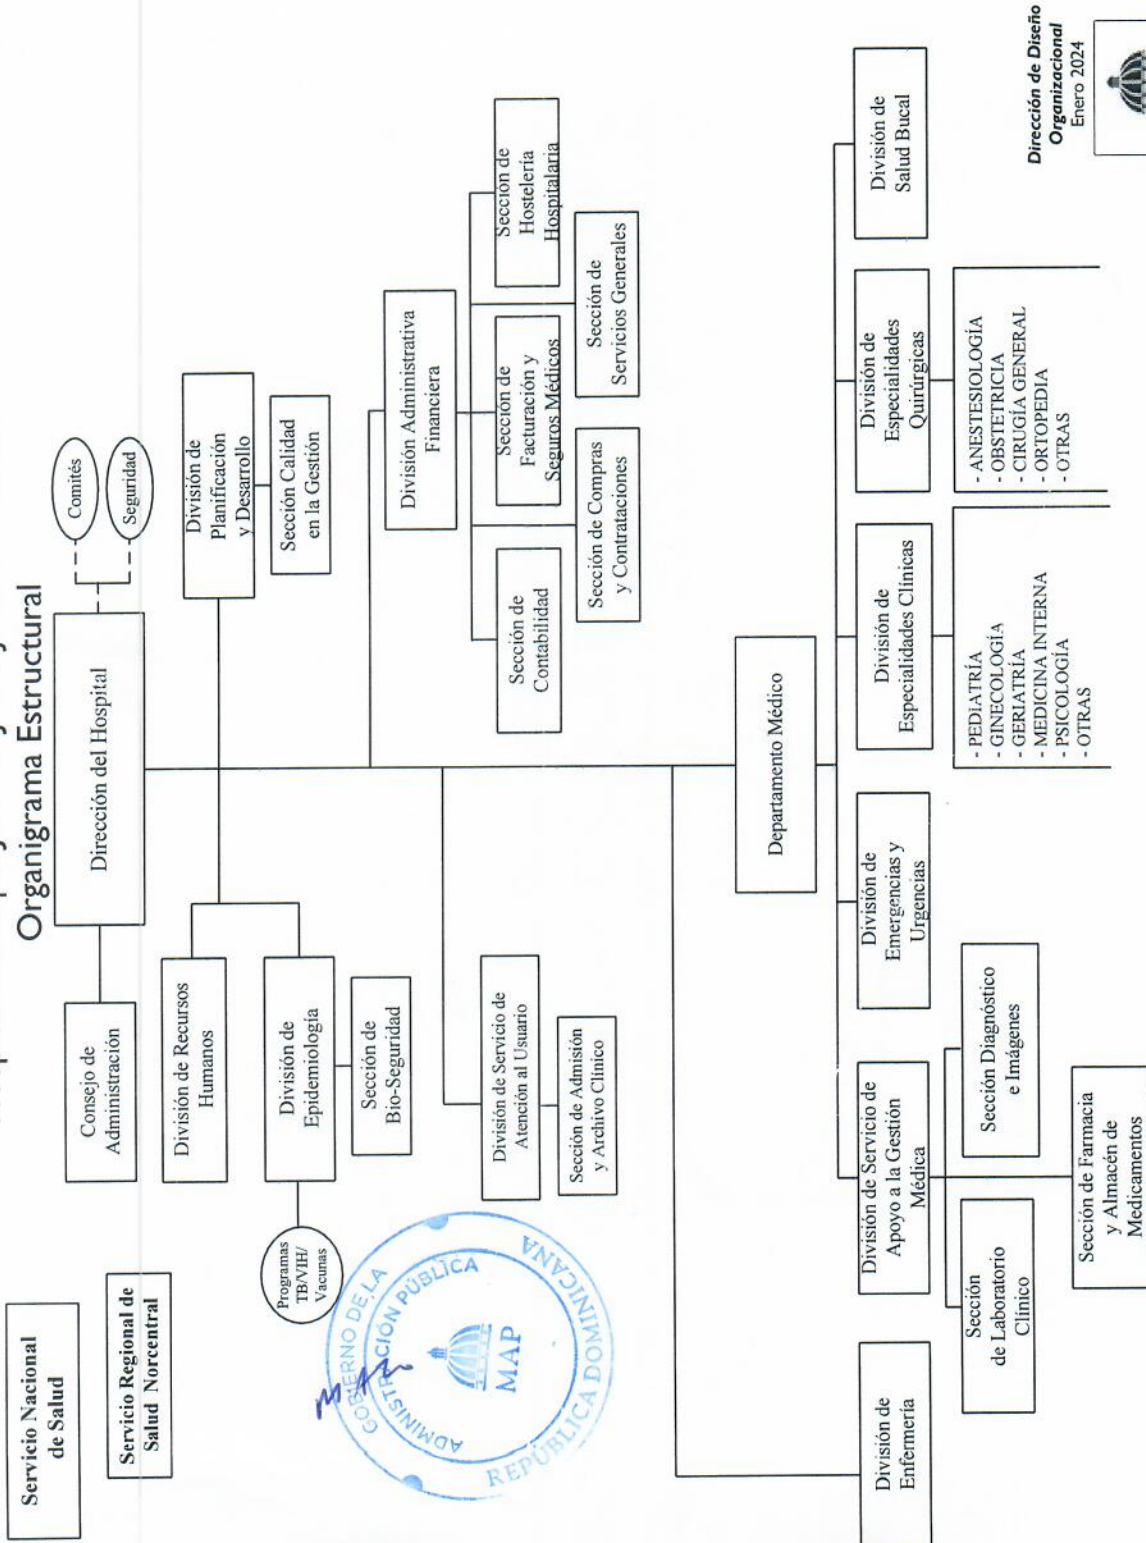 Organigrama Estructural
Servicio Nacional
de Salud
Servicio Regional de
Salud Norcentral
Dirección del Hospital
Comités
Seguridad
Consejo de
Administración
División de Recursos
Humanos
División de
Planificación
y Desarrollo
Sección Calidad
en la Gestión
División de
Epidemiología
Programas
TB/VIH/
Vacunas
Sección de
Bio-Seguridad
División Administrativa
Financiera
Sección de
Contabilidad
Sección de
Facturación y
Seguros Médicos
Sección de
Hostelería
Hospitalaria
Sección de Compras
y Contrataciones
Sección de
Servicios Generales
División de Servicio de
Atención al Usuario
Sección de Admisión
y Archivo Clínico
GOBIERNO DE LA
REPÚBLICA DOMINICANA
ADMINISTRACIÓN PÚBLICA
MAP
Departamento Médico
División de
Enfermería
División de Servicio de
Apoyo a la Gestión
Médica
División de
Emergencias y
Urgencias
División de
Especialidades Clínicas
División de
Especialidades
Quirúrgicas
División de
Salud Bucal
Sección
de Laboratorio
Clínico
Sección Diagnóstico
e Imágenes
Sección de Farmacia
y Almacén de
Medicamentos
- PEDIATRÍA
- GINECOLOGÍA
- GERIATRÍA
- MEDICINA INTERNA
- PSICOLOGÍA
- OTRAS
- ANESTESIOLOGÍA
- OBSTETRICIA
- CIRUGÍA GENERAL
- ORTOPEDIA
- OTRAS
Dirección de Diseño
Organizacional
Enero 2024